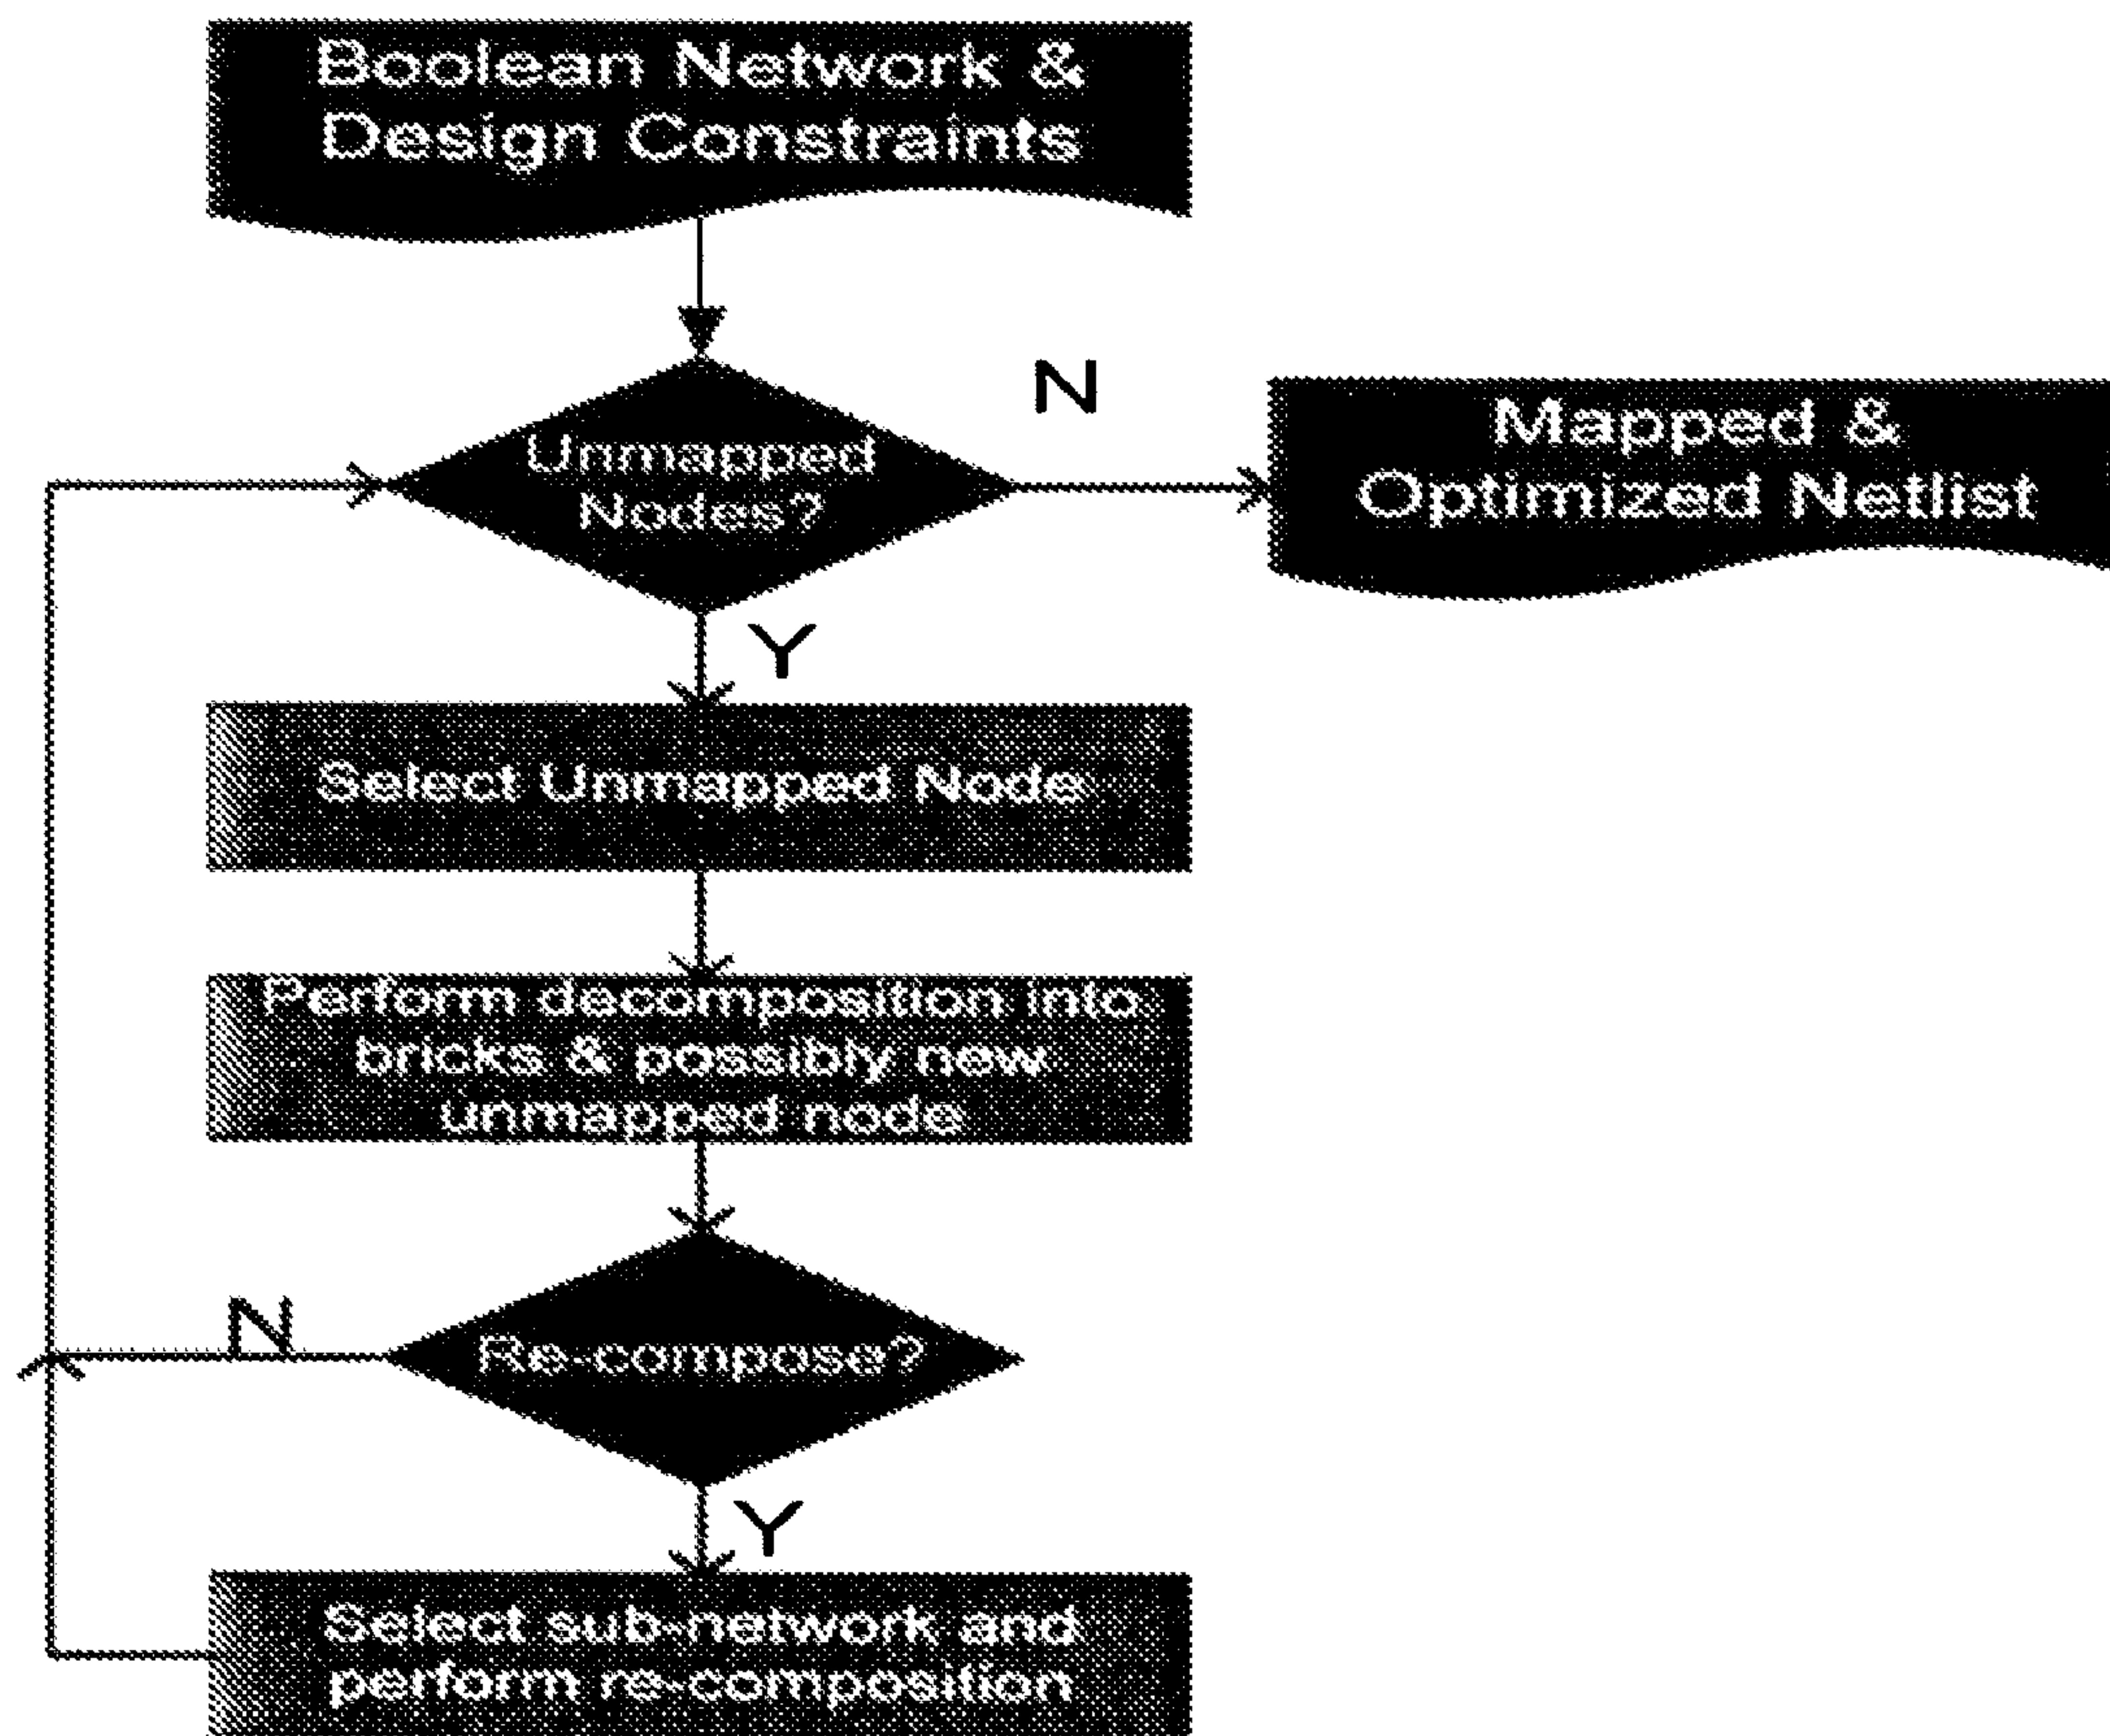 Boolean Network &
Design Constraints
N
Unmapped
Nodes?
Mapped &
Optimized Netlist
Y
Select Unmapped Node
Perform decomposition into
bricks & possibly new
unmapped node
N
Re-compose?
Y
Select sub-network and
perform re-composition